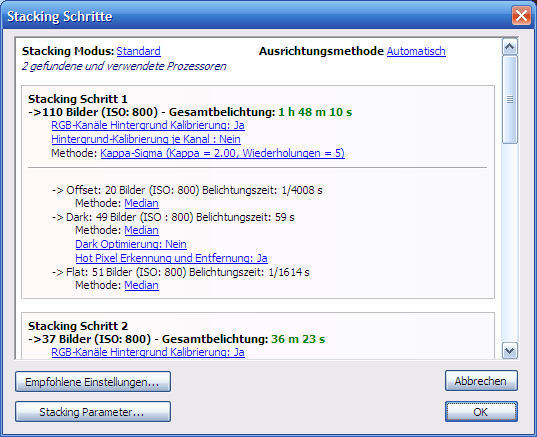 Stacking Schritte
Stacking Modus: Standard Ausrichtungsmethode Automatisch
2 gefundene und verwendete Prozessoren
Stacking Schritt 1
->110 Bilder (ISO: 800) - Gesamtbelichtung: 1 h 48 m 10 s
RGB-Kanäle Hintergrund Kalibrierung: Ja
Hintergrund-Kalibrierung je Kanal : Nein
Methode: Kappa-Sigma (Kappa = 2.00, Wiederholungen = 5)
-> Offset: 20 Bilder (ISO: 800) Belichtungszeit: 1/4008 s
Methode: Median
-> Dark: 49 Bilder (ISO : 800) Belichtungszeit: 59 s
Methode: Median
Dark Optimierung: Nein
Hot Pixel Erkennung und Entfernung: Ja
-> Flat: 51 Bilder (ISO: 800) Belichtungszeit: 1/1614 s
Methode: Median
Stacking Schritt 2
->37 Bilder (ISO: 800) - Gesamtbelichtung: 36 m 23 s
RGB-Kanäle Hintergrund Kalibrierung: Ja
Empfohlene Einstellungen...
Abbrechen
Stacking Parameter...
OK